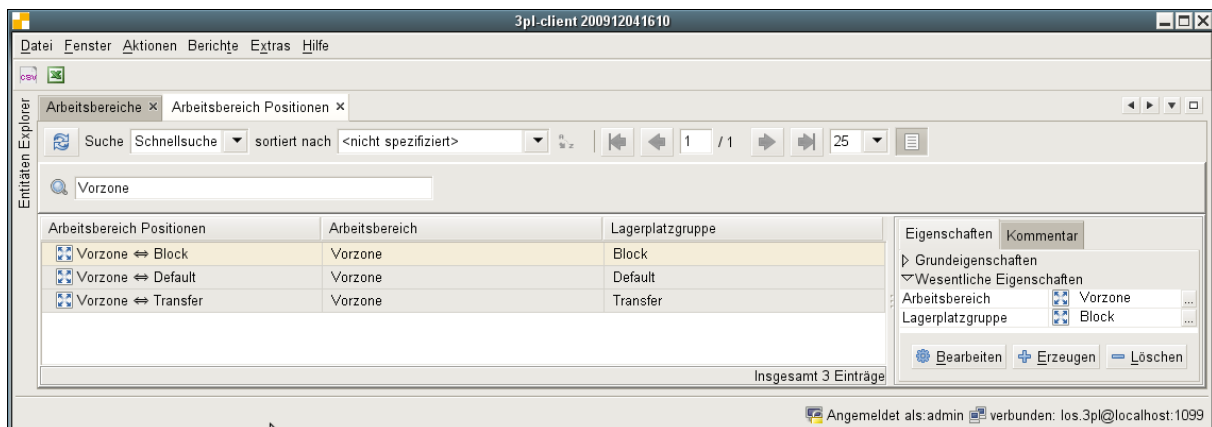 3pl-client 200912041610
Datei Fenster Aktionen Berichte Extras Hilfe
csv
Entitäten Explorer
Arbeitsbereiche × Arbeitsbereich Positionen ×
Suche Schnellsuche sortiert nach <nicht spezifiziert> 1 / 1 25
Vorzone
Arbeitsbereich Positionen Arbeitsbereich Lagerplatzgruppe
Vorzone ⇔ Block Vorzone Block
Vorzone ⇔ Default Vorzone Default
Vorzone ⇔ Transfer Vorzone Transfer
Insgesamt 3 Einträge
Eigenschaften Kommentar
Grundeigenschaften
Wesentliche Eigenschaften
Arbeitsbereich Vorzone ...
Lagerplatzgruppe Block ...
Bearbeiten Erzeugen Löschen
Angemeldet als:admin verbunden: los.3pl@localhost:1099